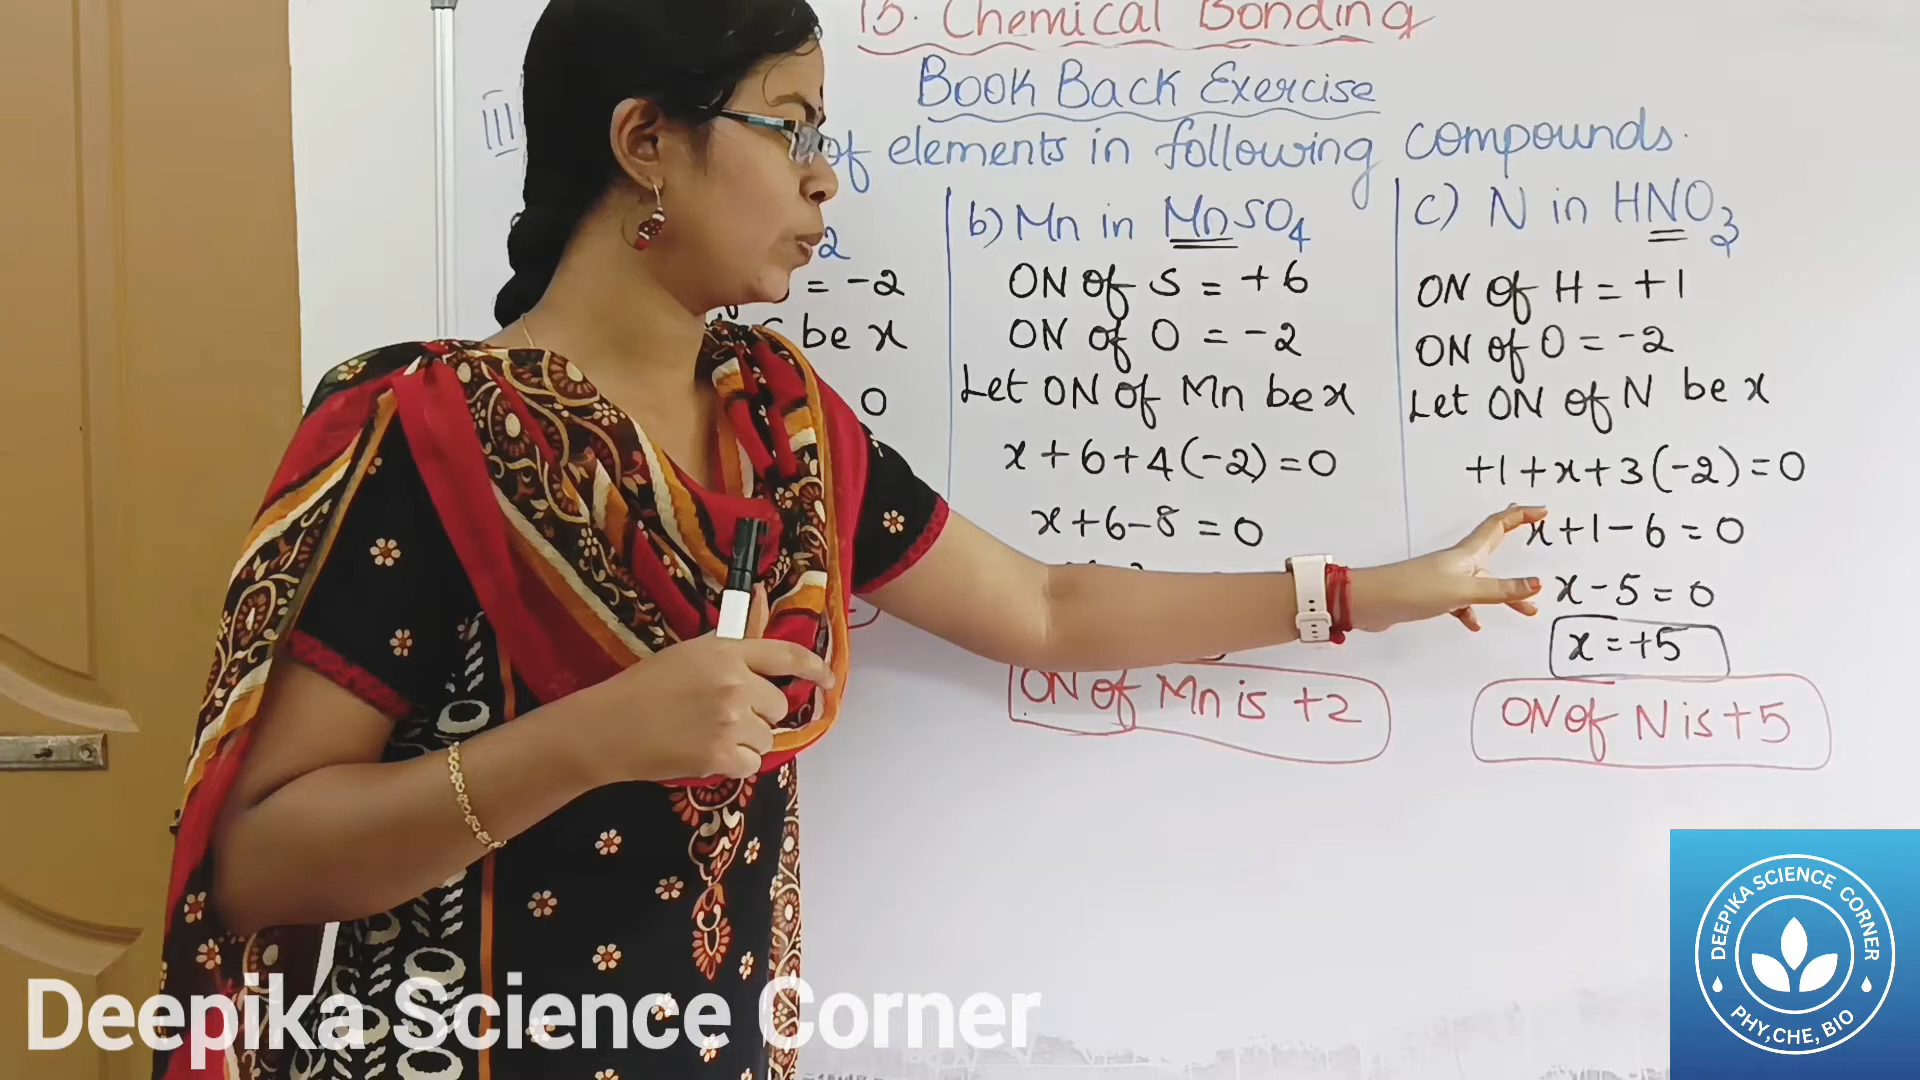 13. Chemical Bonding
Book Back Exercise
III
of elements in following compounds.
2
= -2
be x
0
b) Mn in MnSO4
ON of S = +6
ON of O = -2
Let ON of Mn be x
x + 6 + 4 (-2) = 0
x + 6 - 8 = 0
ON of Mn is +2
c) N in HNO3
ON of H = +1
ON of O = -2
Let ON of N be x
+1 + x + 3 (-2) = 0
x + 1 - 6 = 0
x - 5 = 0
x = +5
ON of N is +5
Deepika Science Corner
DEEPIKA SCIENCE CORNER
PHY, CHE, BIO